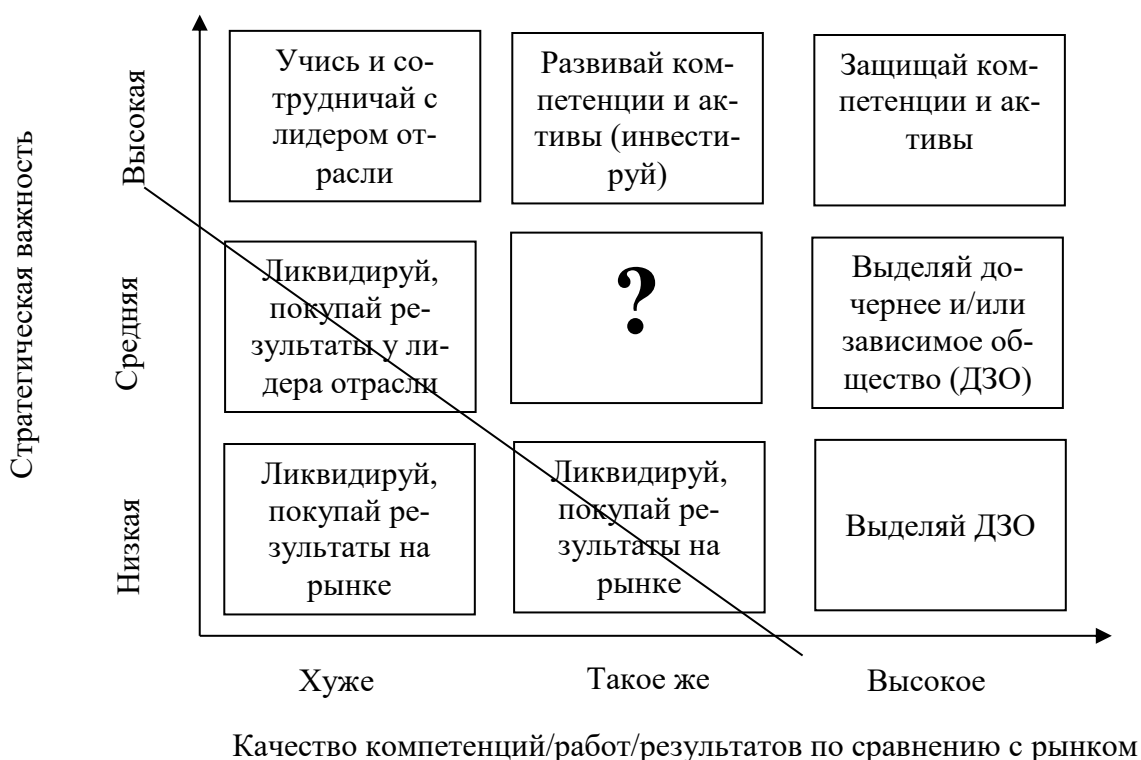 Учись и со-
трудничай с
лидером от-
расли
Развивай ком-
петенции и ак-
тивы (инвести-
руй)
Защищай ком-
петенции и ак-
тивы
Ликвидируй,
покупай ре-
зультаты у ли-
дера отрасли
?
Выделяй до-
чернее и/или
зависимое об-
щество (ДЗО)
Ликвидируй,
покупай ре-
зультаты на
рынке
Ликвидируй,
покупай ре-
зультаты на
рынке
Выделяй ДЗО
Стратегическая важность
Высокая
Средняя
Низкая
Хуже
Такое же
Высокое
Качество компетенций/работ/результатов по сравнению с рынком